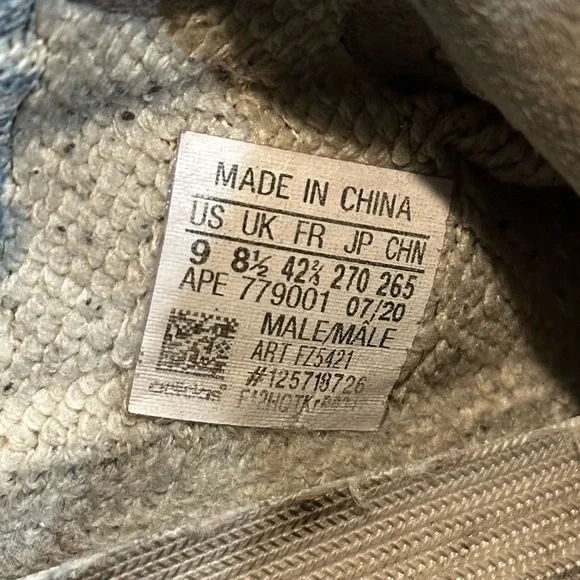 MADE IN CHINA
US UK FR JP CHN
9 8½ 42⅔ 270 265
APE 779001 07/20
MALE/MÂLE
ART FZ5421
#125718726
adidas